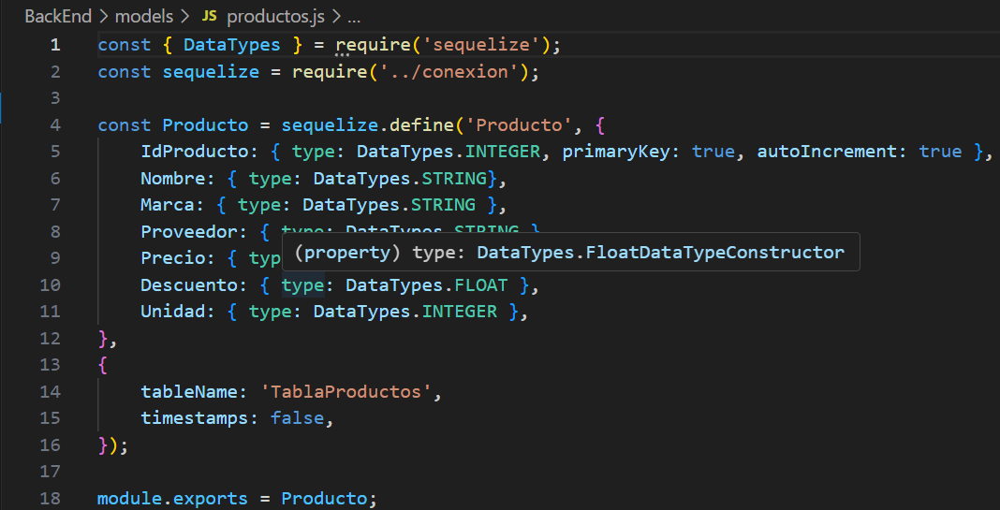 BackEnd > models > JS productos.js > ...
1 const { DataTypes } = require('sequelize');
2 const sequelize = require('../conexion');
3
4 const Producto = sequelize.define('Producto', {
5 IdProducto: { type: DataTypes.INTEGER, primaryKey: true, autoIncrement: true },
6 Nombre: { type: DataTypes.STRING},
7 Marca: { type: DataTypes.STRING },
8 Proveedor: { type: DataTypes.STRING }
(property) type: DataTypes.FloatDataTypeConstructor
9 Precio: { typ
10 Descuento: { type: DataTypes.FLOAT },
11 Unidad: { type: DataTypes.INTEGER },
12 },
13 {
14 tableName: 'TablaProductos',
15 timestamps: false,
16 });
17
18 module.exports = Producto;